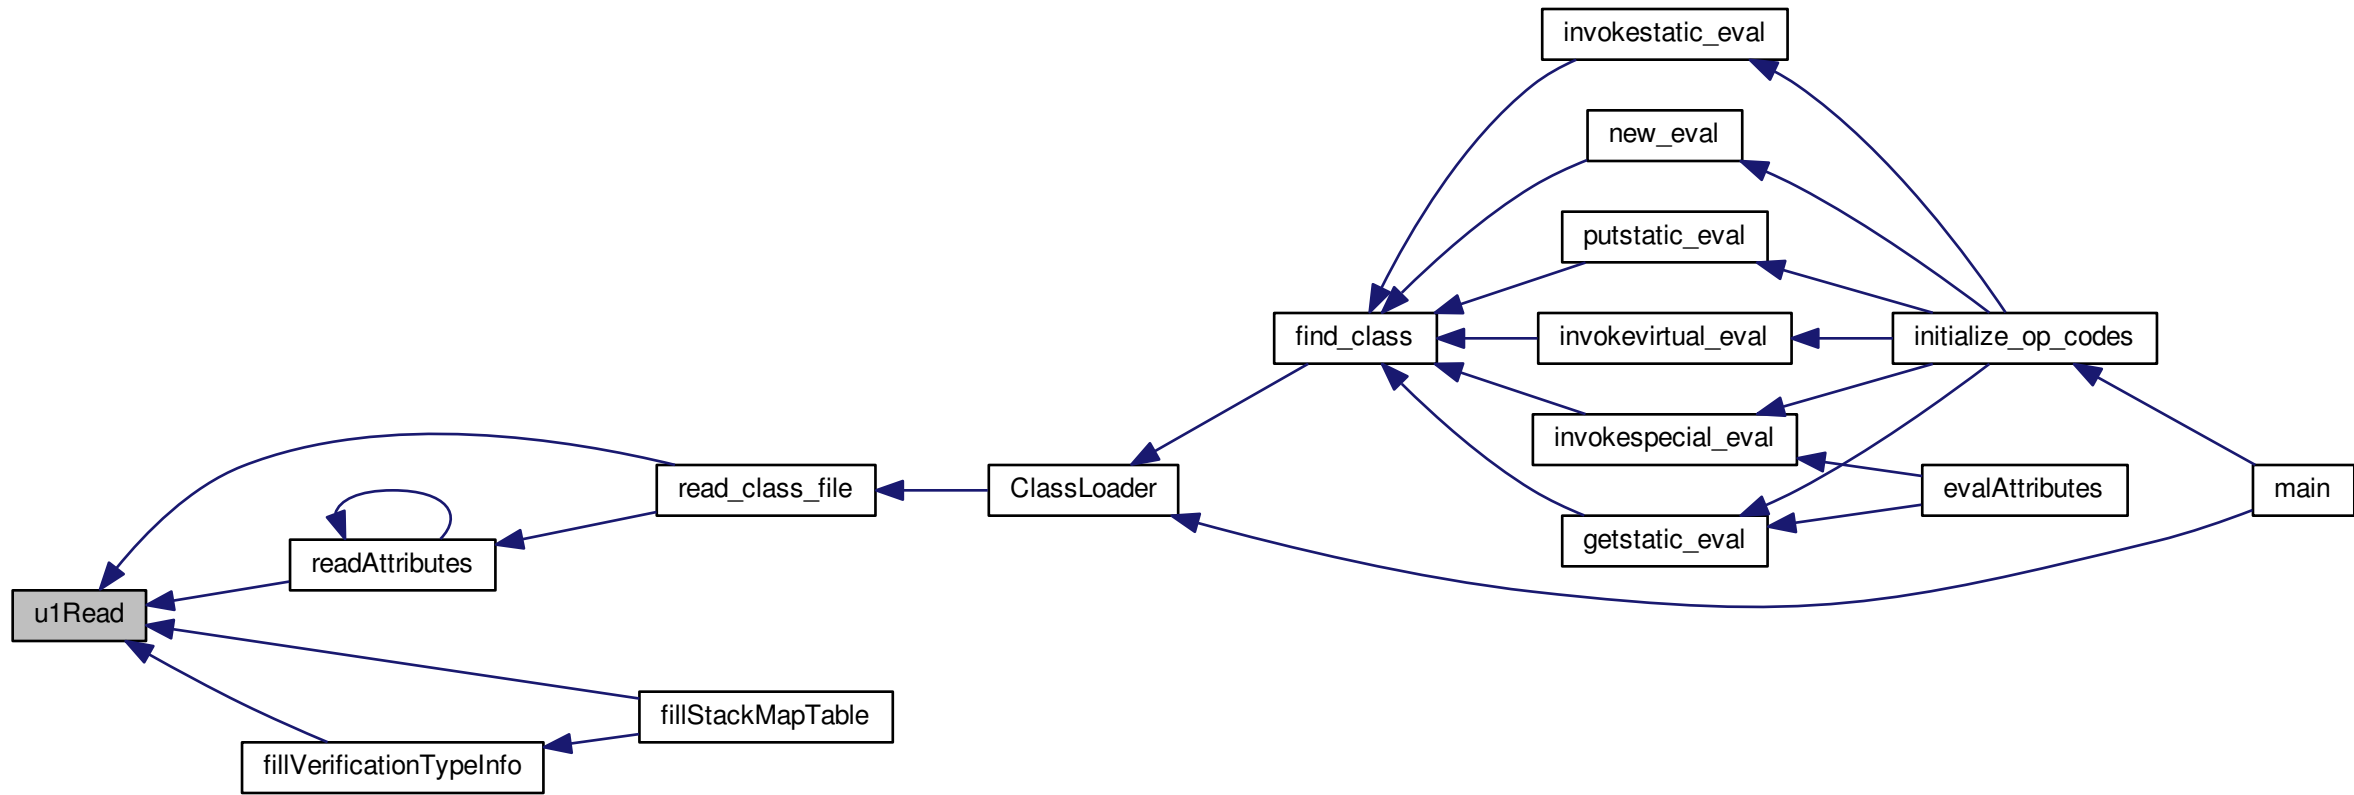 invokestatic_eval
new_eval
putstatic_eval
find_class
invokevirtual_eval
initialize_op_codes
invokespecial_eval
read_class_file
ClassLoader
evalAttributes
main
getstatic_eval
readAttributes
u1Read
fillStackMapTable
fillVerificationTypeInfo